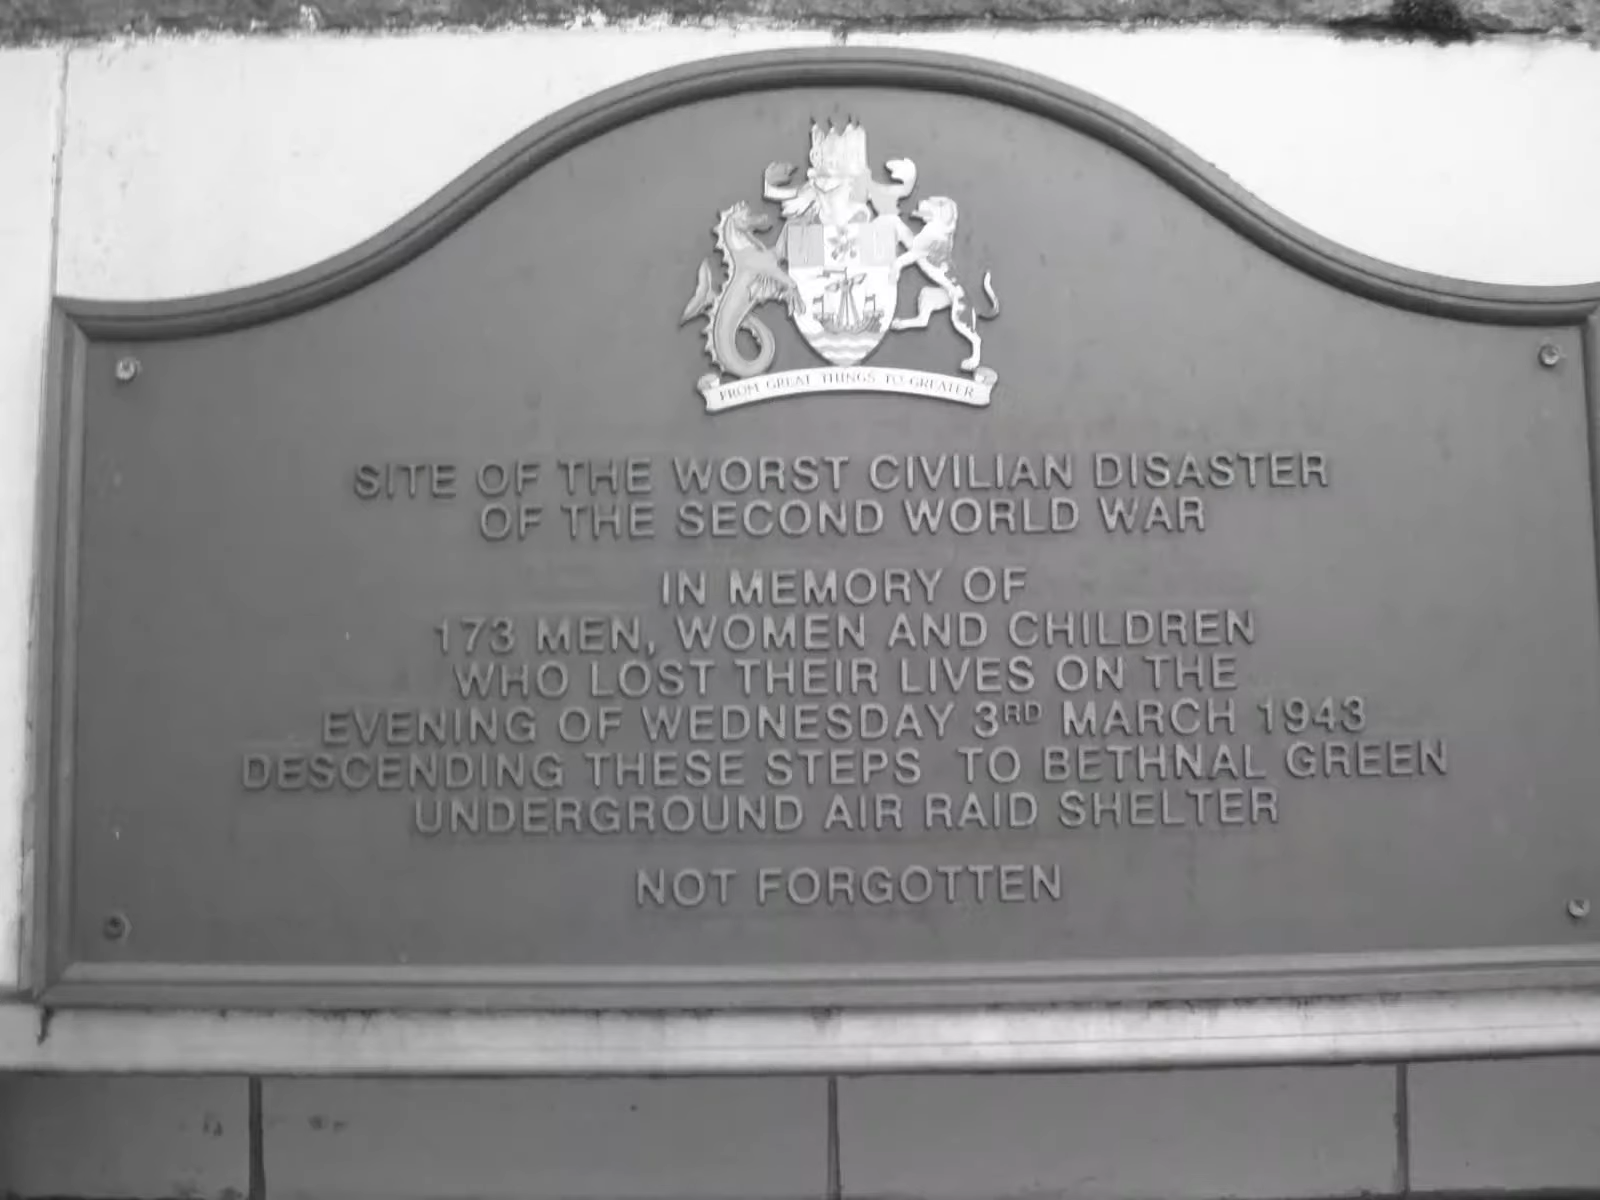 FROM GREAT THINGS TO GREATER
SITE OF THE WORST CIVILIAN DISASTER
OF THE SECOND WORLD WAR
IN MEMORY OF
173 MEN, WOMEN AND CHILDREN
WHO LOST THEIR LIVES ON THE
EVENING OF WEDNESDAY 3RD MARCH 1943
DESCENDING THESE STEPS TO BETHNAL GREEN
UNDERGROUND AIR RAID SHELTER
NOT FORGOTTEN